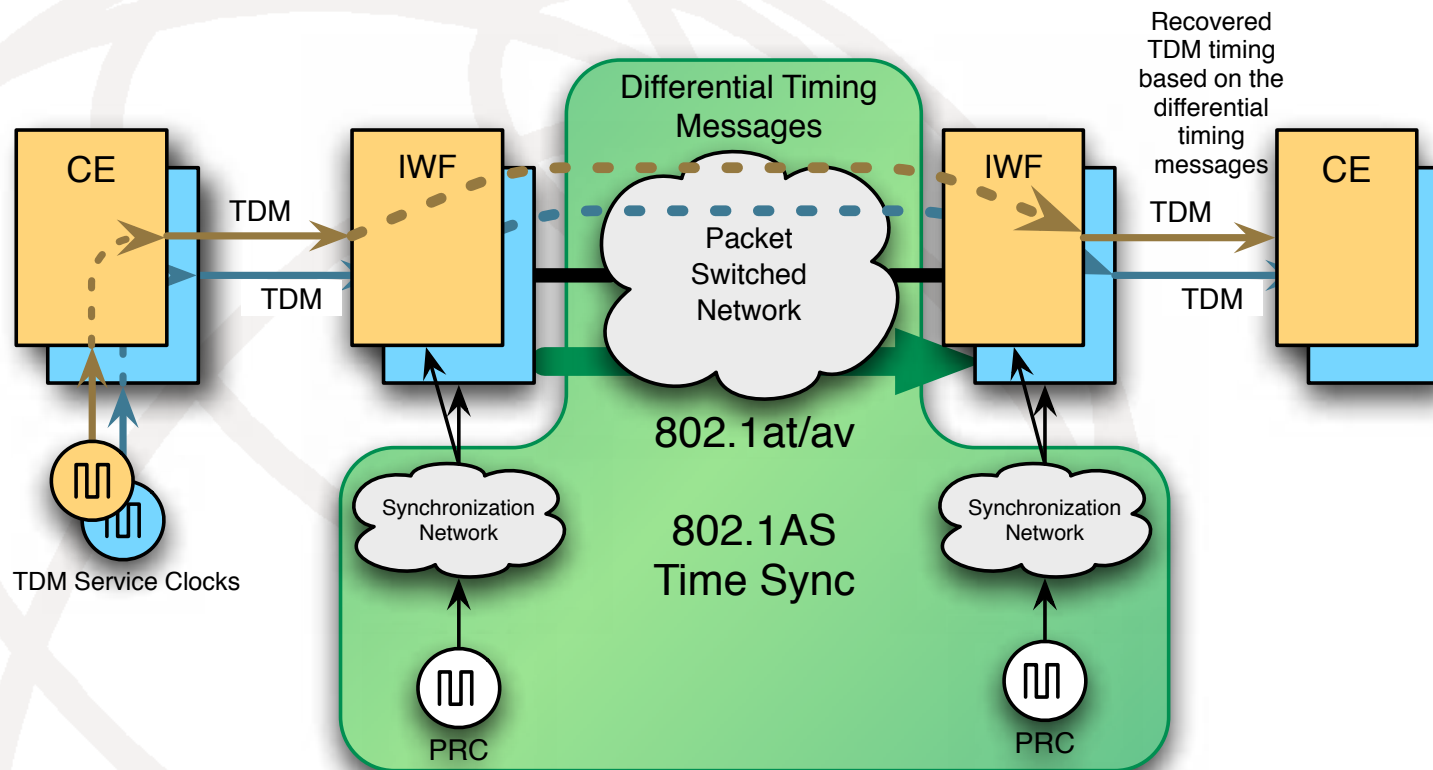 Recovered
TDM timing
based on the
differential
timing
messages
Differential Timing
Messages
CE
IWF
IWF
CE
TDM
TDM
TDM
TDM
Packet
Switched
Network
802.1at/av
Synchronization
Network
Synchronization
Network
802.1AS
Time Sync
TDM Service Clocks
PRC
PRC